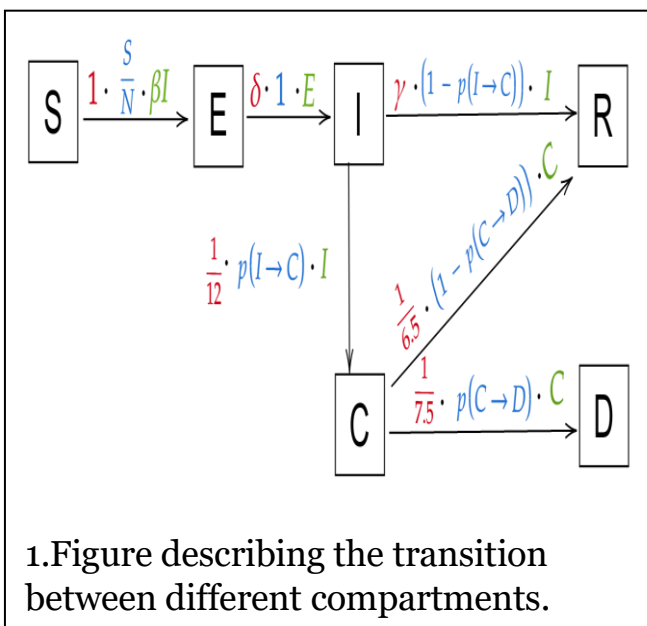 S
1 · S/N · βI
E
δ · 1 · E
I
γ · (1 − p(I→C)) · I
R
1/12 · p(I→C) · I
1/6.5 · (1 − p(C→D)) · C
C
1/7.5 · p(C→D) · C
D
1.Figure describing the transition
between different compartments.